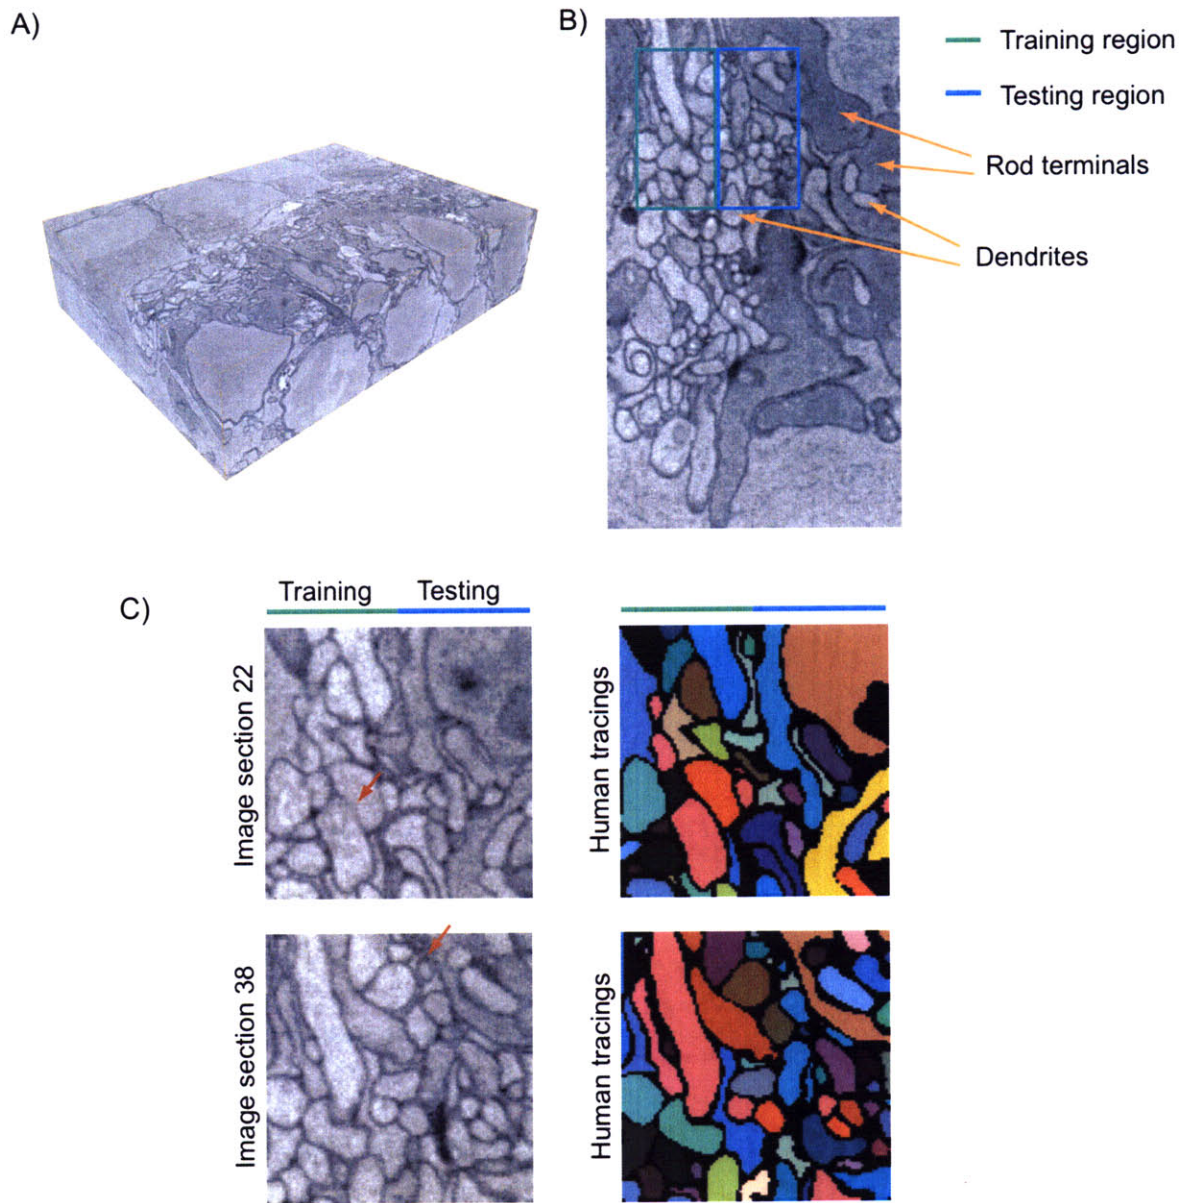 A)
B)
Training region
Testing region
Rod terminals
Dendrites
C)
Training
Testing
Image section 22
Human tracings
Image section 38
Human tracings